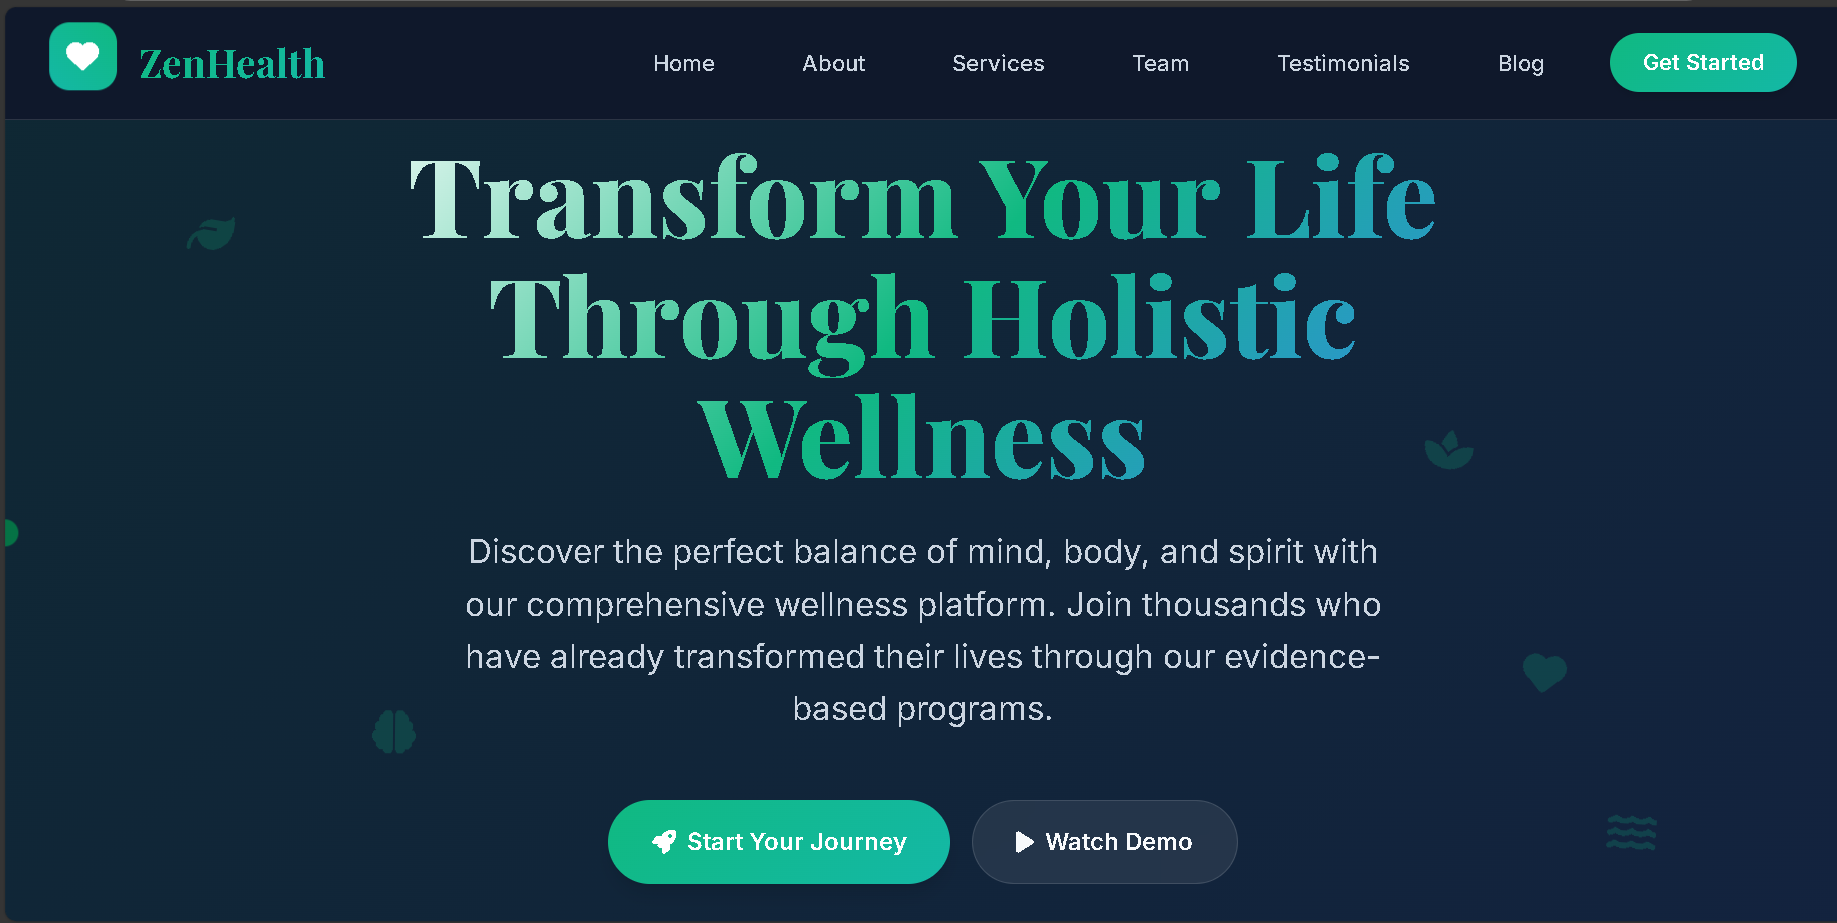 ZenHealth
Home
About
Services
Team
Testimonials
Blog
Get Started
Transform Your Life
Through Holistic
Wellness
Discover the perfect balance of mind, body, and spirit with
our comprehensive wellness platform. Join thousands who
have already transformed their lives through our evidence-
based programs.
Start Your Journey
Watch Demo